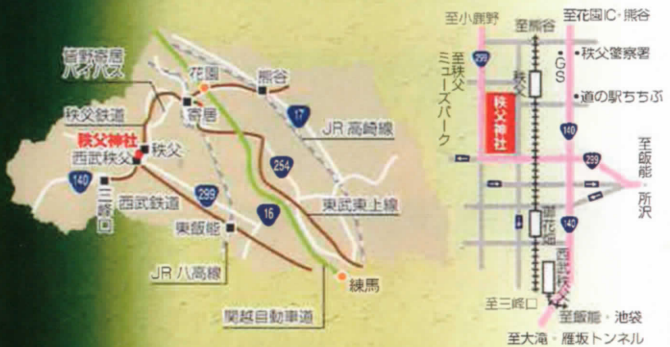 皆野寄居
バイパス
花園
熊谷
秩父鉄道
寄居
17
JR高崎線
秩父神社
秩父
西武秩父
254
140
三峰口
299
西武鉄道
16
東武東上線
東飯能
JR八高線
練馬
関越自動車道
至小鹿野
至熊谷
至花園IC・熊谷
299
至秩父
ミューズパーク
秩父
GS
秩父警察署
道の駅ちちぶ
秩父神社
140
299
至飯能・所沢
御花畑
140
西武秩父
至三峰口
至飯能・池袋
至大滝・雁坂トンネル